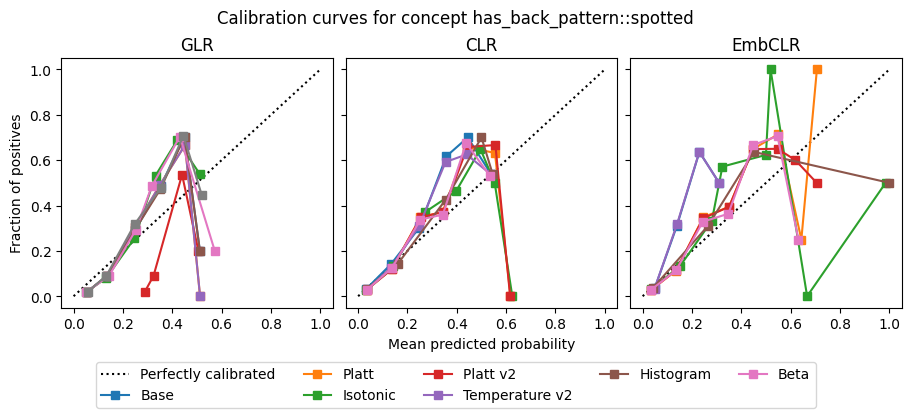 Calibration curves for concept has_back_pattern::spotted
GLR
CLR
EmbCLR
Fraction of positives
1.0
0.8
0.6
0.4
0.2
0.0
0.0 0.2 0.4 0.6 0.8 1.0
0.0 0.2 0.4 0.6 0.8 1.0
0.0 0.2 0.4 0.6 0.8 1.0
Mean predicted probability
Perfectly calibrated
Base
Platt
Isotonic
Platt v2
Temperature v2
Histogram
Beta